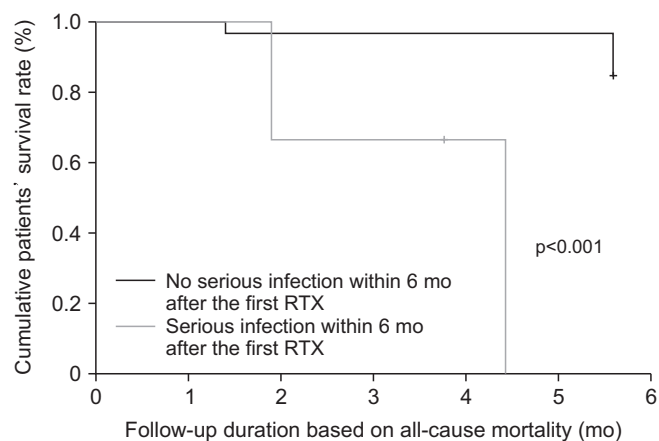 Cumulative patients' survival rate (%)
1.0
0.8
0.6
0.4
0.2
0
p<0.001
No serious infection within 6 mo
after the first RTX
Serious infection within 6 mo
after the first RTX
0 1 2 3 4 5 6
Follow-up duration based on all-cause mortality (mo)